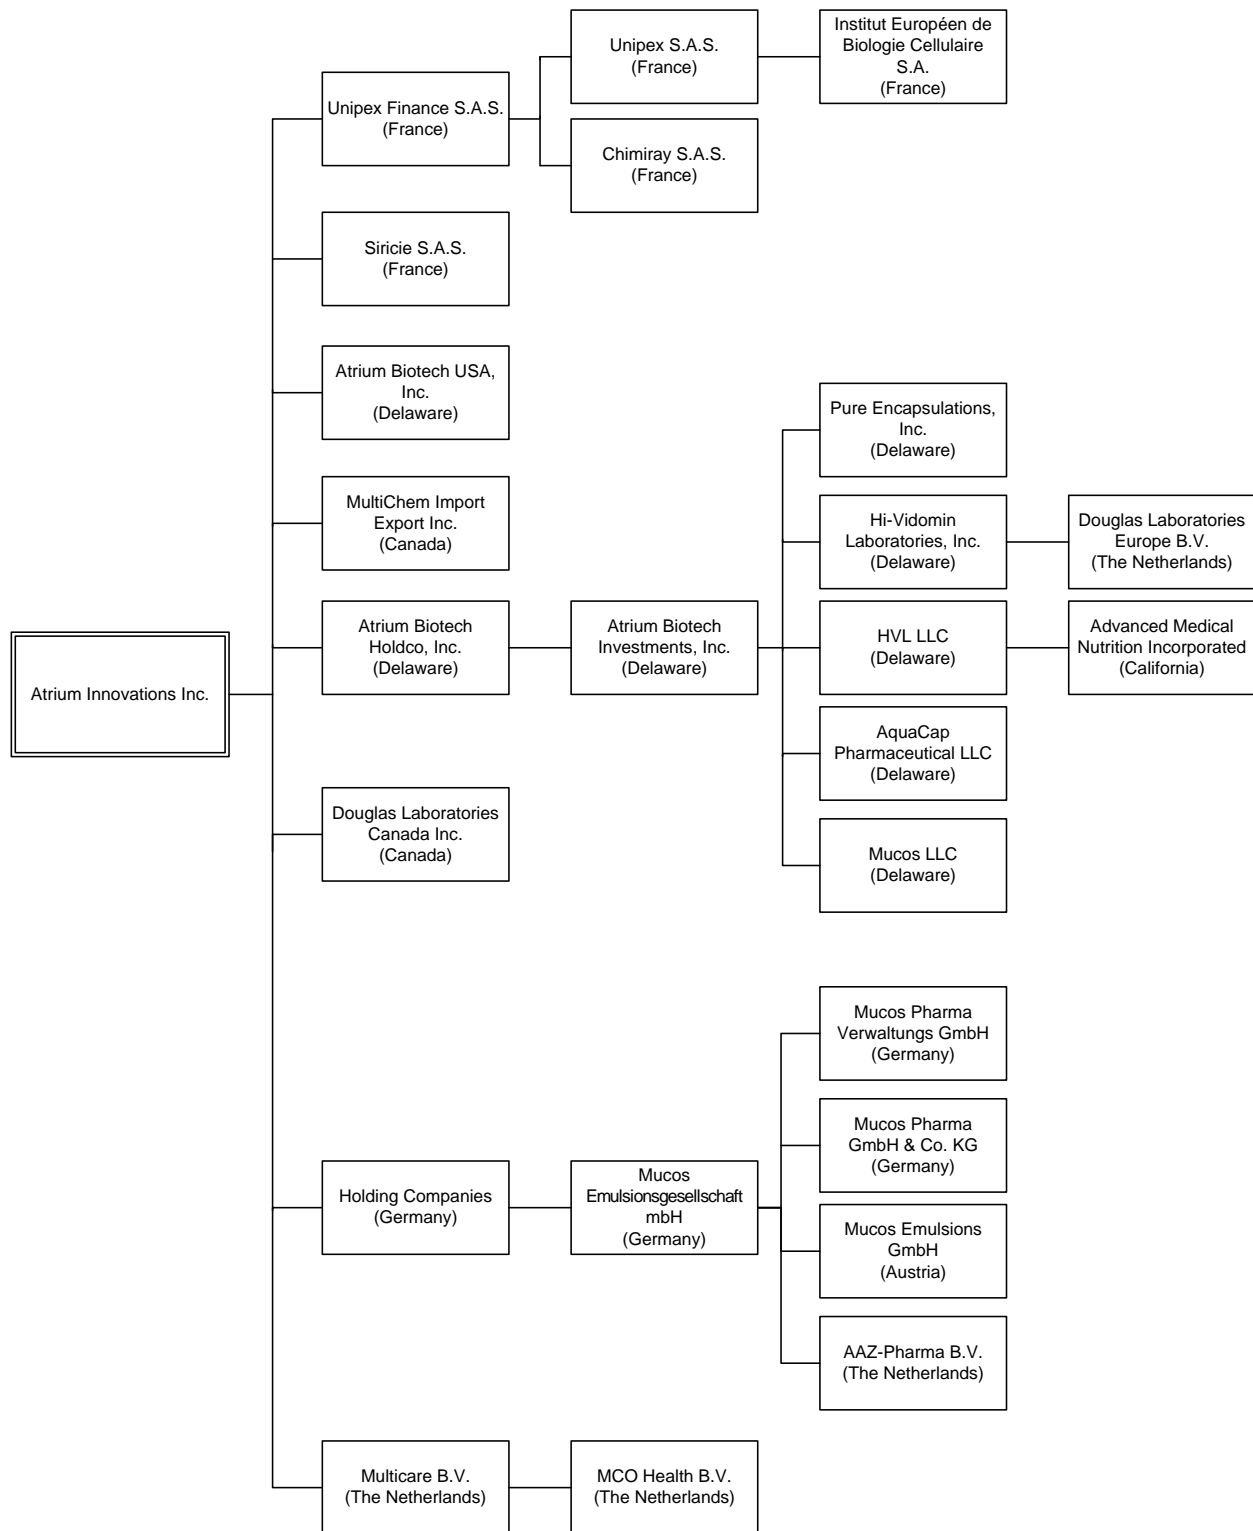 Unipex S.A.S.
(France)
Institut Européen de
Biologie Cellulaire
S.A.
(France)
Unipex Finance S.A.S.
(France)
Chimiray S.A.S.
(France)
Siricie S.A.S.
(France)
Atrium Biotech USA,
Inc.
(Delaware)
Pure Encapsulations,
Inc.
(Delaware)
MultiChem Import
Export Inc.
(Canada)
Hi-Vidomin
Laboratories, Inc.
(Delaware)
Douglas Laboratories
Europe B.V.
(The Netherlands)
Atrium Innovations Inc.
Atrium Biotech
Holdco, Inc.
(Delaware)
Atrium Biotech
Investments, Inc.
(Delaware)
HVL LLC
(Delaware)
Advanced Medical
Nutrition Incorporated
(California)
AquaCap
Pharmaceutical LLC
(Delaware)
Douglas Laboratories
Canada Inc.
(Canada)
Mucos LLC
(Delaware)
Mucos Pharma
Verwaltungs GmbH
(Germany)
Mucos Pharma
GmbH & Co. KG
(Germany)
Holding Companies
(Germany)
Mucos
Emulsionsgesellschaft
mbH
(Germany)
Mucos Emulsions
GmbH
(Austria)
AAZ-Pharma B.V.
(The Netherlands)
Multicare B.V.
(The Netherlands)
MCO Health B.V.
(The Netherlands)